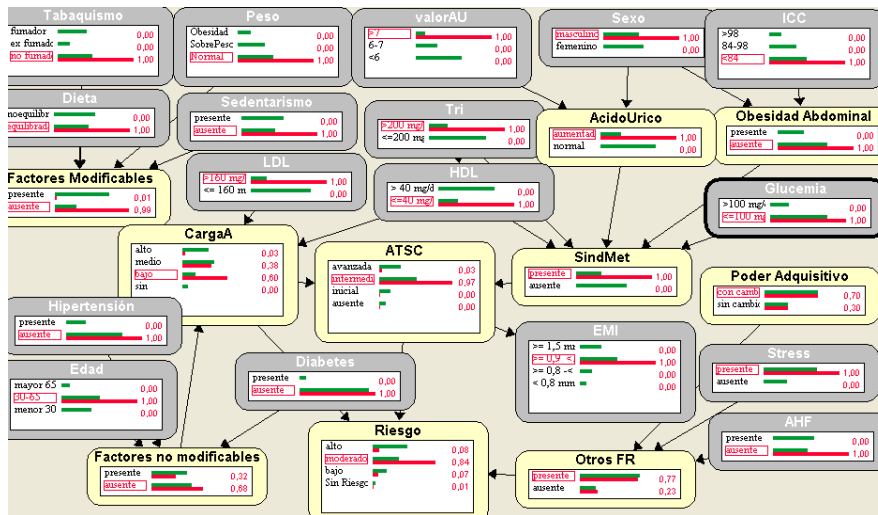 Tabaquismo
fumador 0,00
ex fumado 0,00
no fumado 1,00
Peso
Obesidad 0,00
SobrePesc 0,00
Normal 1,00
valorAU
>7 1,00
6-7 0,00
<6 0,00
Sexo
masculino 1,00
femenino 0,00
ICC
>98 0,00
84-98 0,00
<84 1,00
Dieta
noequilibr 0,00
equilibrad 1,00
Sedentarismo
presente 0,00
ausente 1,00
Tri
>200 mg/ 1,00
<=200 mg 0,00
AcidoUrico
aumentad 1,00
normal 0,00
Obesidad Abdominal
presente 0,00
ausente 1,00
Factores Modificables
presente 0,01
ausente 0,99
LDL
>160 mg/ 1,00
<= 160 m 0,00
HDL
> 40 mg/d 0,00
<=40 mg/ 1,00
Glucemia
>100 mg/ 0,00
<=100 mg 1,00
CargaA
alto 0,03
medio 0,38
bajo 0,60
sin 0,00
ATSC
avanzada 0,03
intermedi 0,97
inicial 0,00
ausente 0,00
SindMet
presente 1,00
ausente 0,00
Poder Adquisitivo
con camb 0,70
sin cambio 0,30
Hipertensión
presente 0,00
ausente 1,00
EMI
>= 1,5 m 0,00
>= 0,9 < 1,00
>= 0,8 -< 0,00
< 0,8 mm 0,00
Stress
presente 1,00
ausente 0,00
Edad
mayor 65 0,00
30-65 1,00
menor 30 0,00
Diabetes
presente 0,00
ausente 1,00
AHF
presente 0,00
ausente 1,00
Factores no modificables
presente 0,32
ausente 0,68
Riesgo
alto 0,08
moderado 0,84
bajo 0,07
Sin Riesgo 0,01
Otros FR
presente 0,77
ausente 0,23